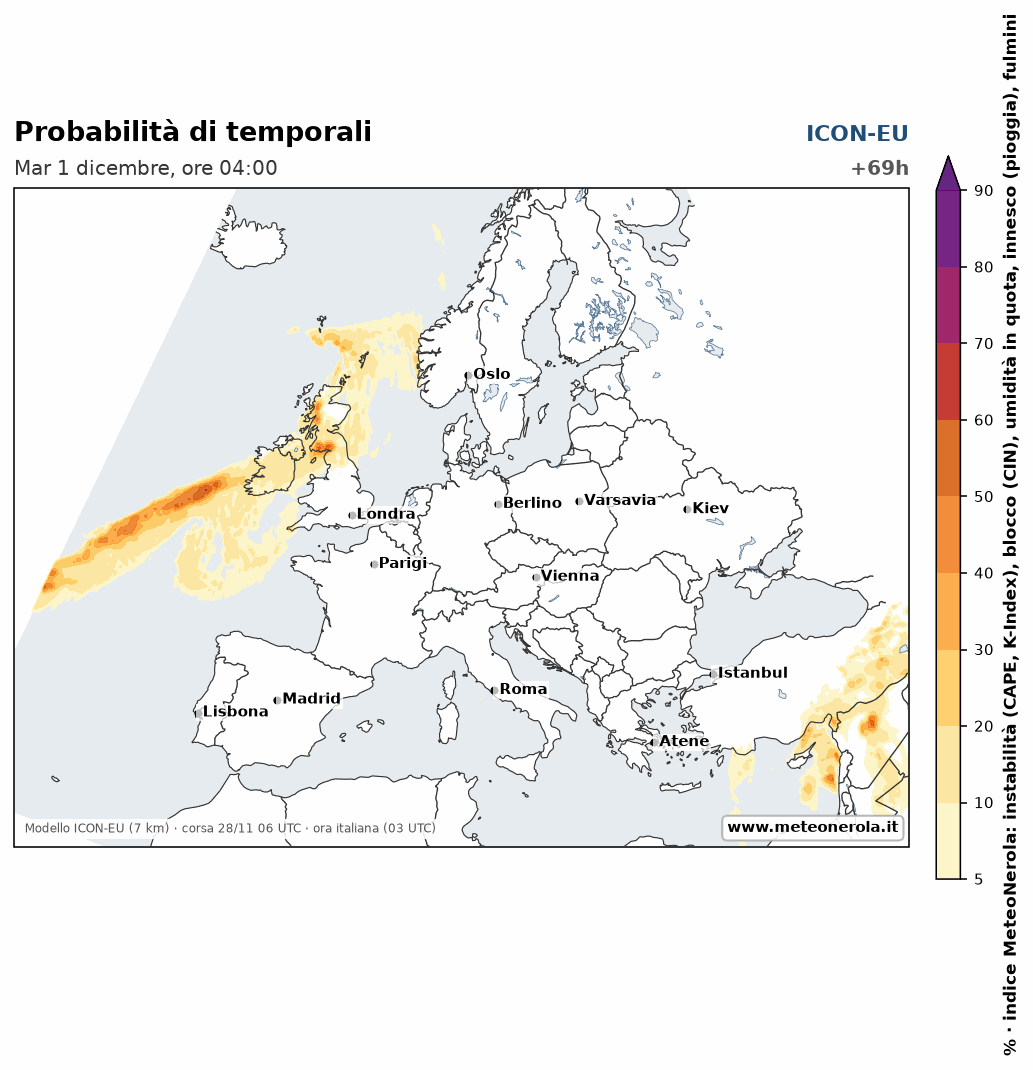 Probabilità di temporali
ICON-EU
Mar 1 dicembre, ore 04:00
+69h
Oslo
Londra
Berlino
Varsavia
Kiev
Parigi
Vienna
Istanbul
Roma
Madrid
Lisbona
Atene
Modello ICON-EU (7 km) · corsa 28/11 06 UTC · ora italiana (03 UTC)
www.meteonerola.it
90
80
70
60
50
40
30
20
10
5
% · indice MeteoNerola: instabilità (CAPE, K-Index), blocco (CIN), umidità in quota, innesco (pioggia), fulmini